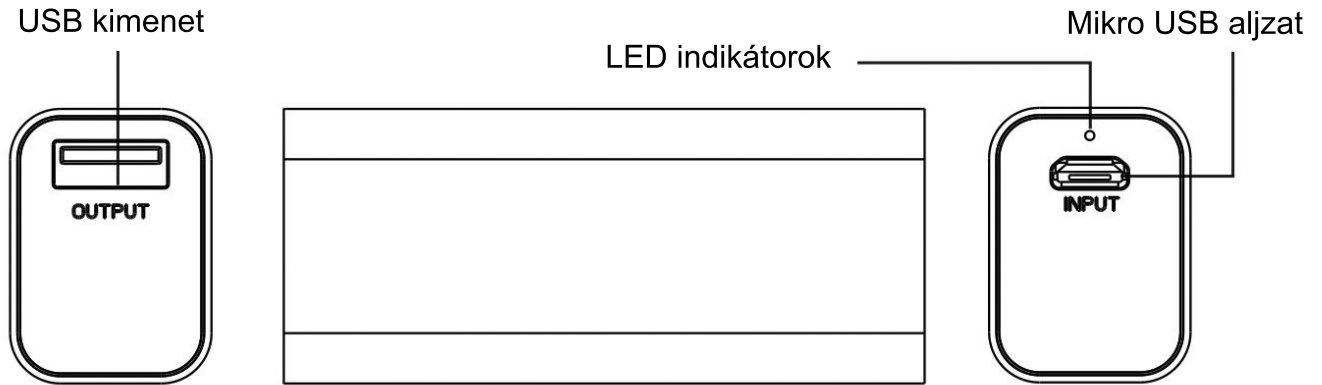 USB kimenet
Mikro USB aljzat
LED indikátorok
OUTPUT
INPUT